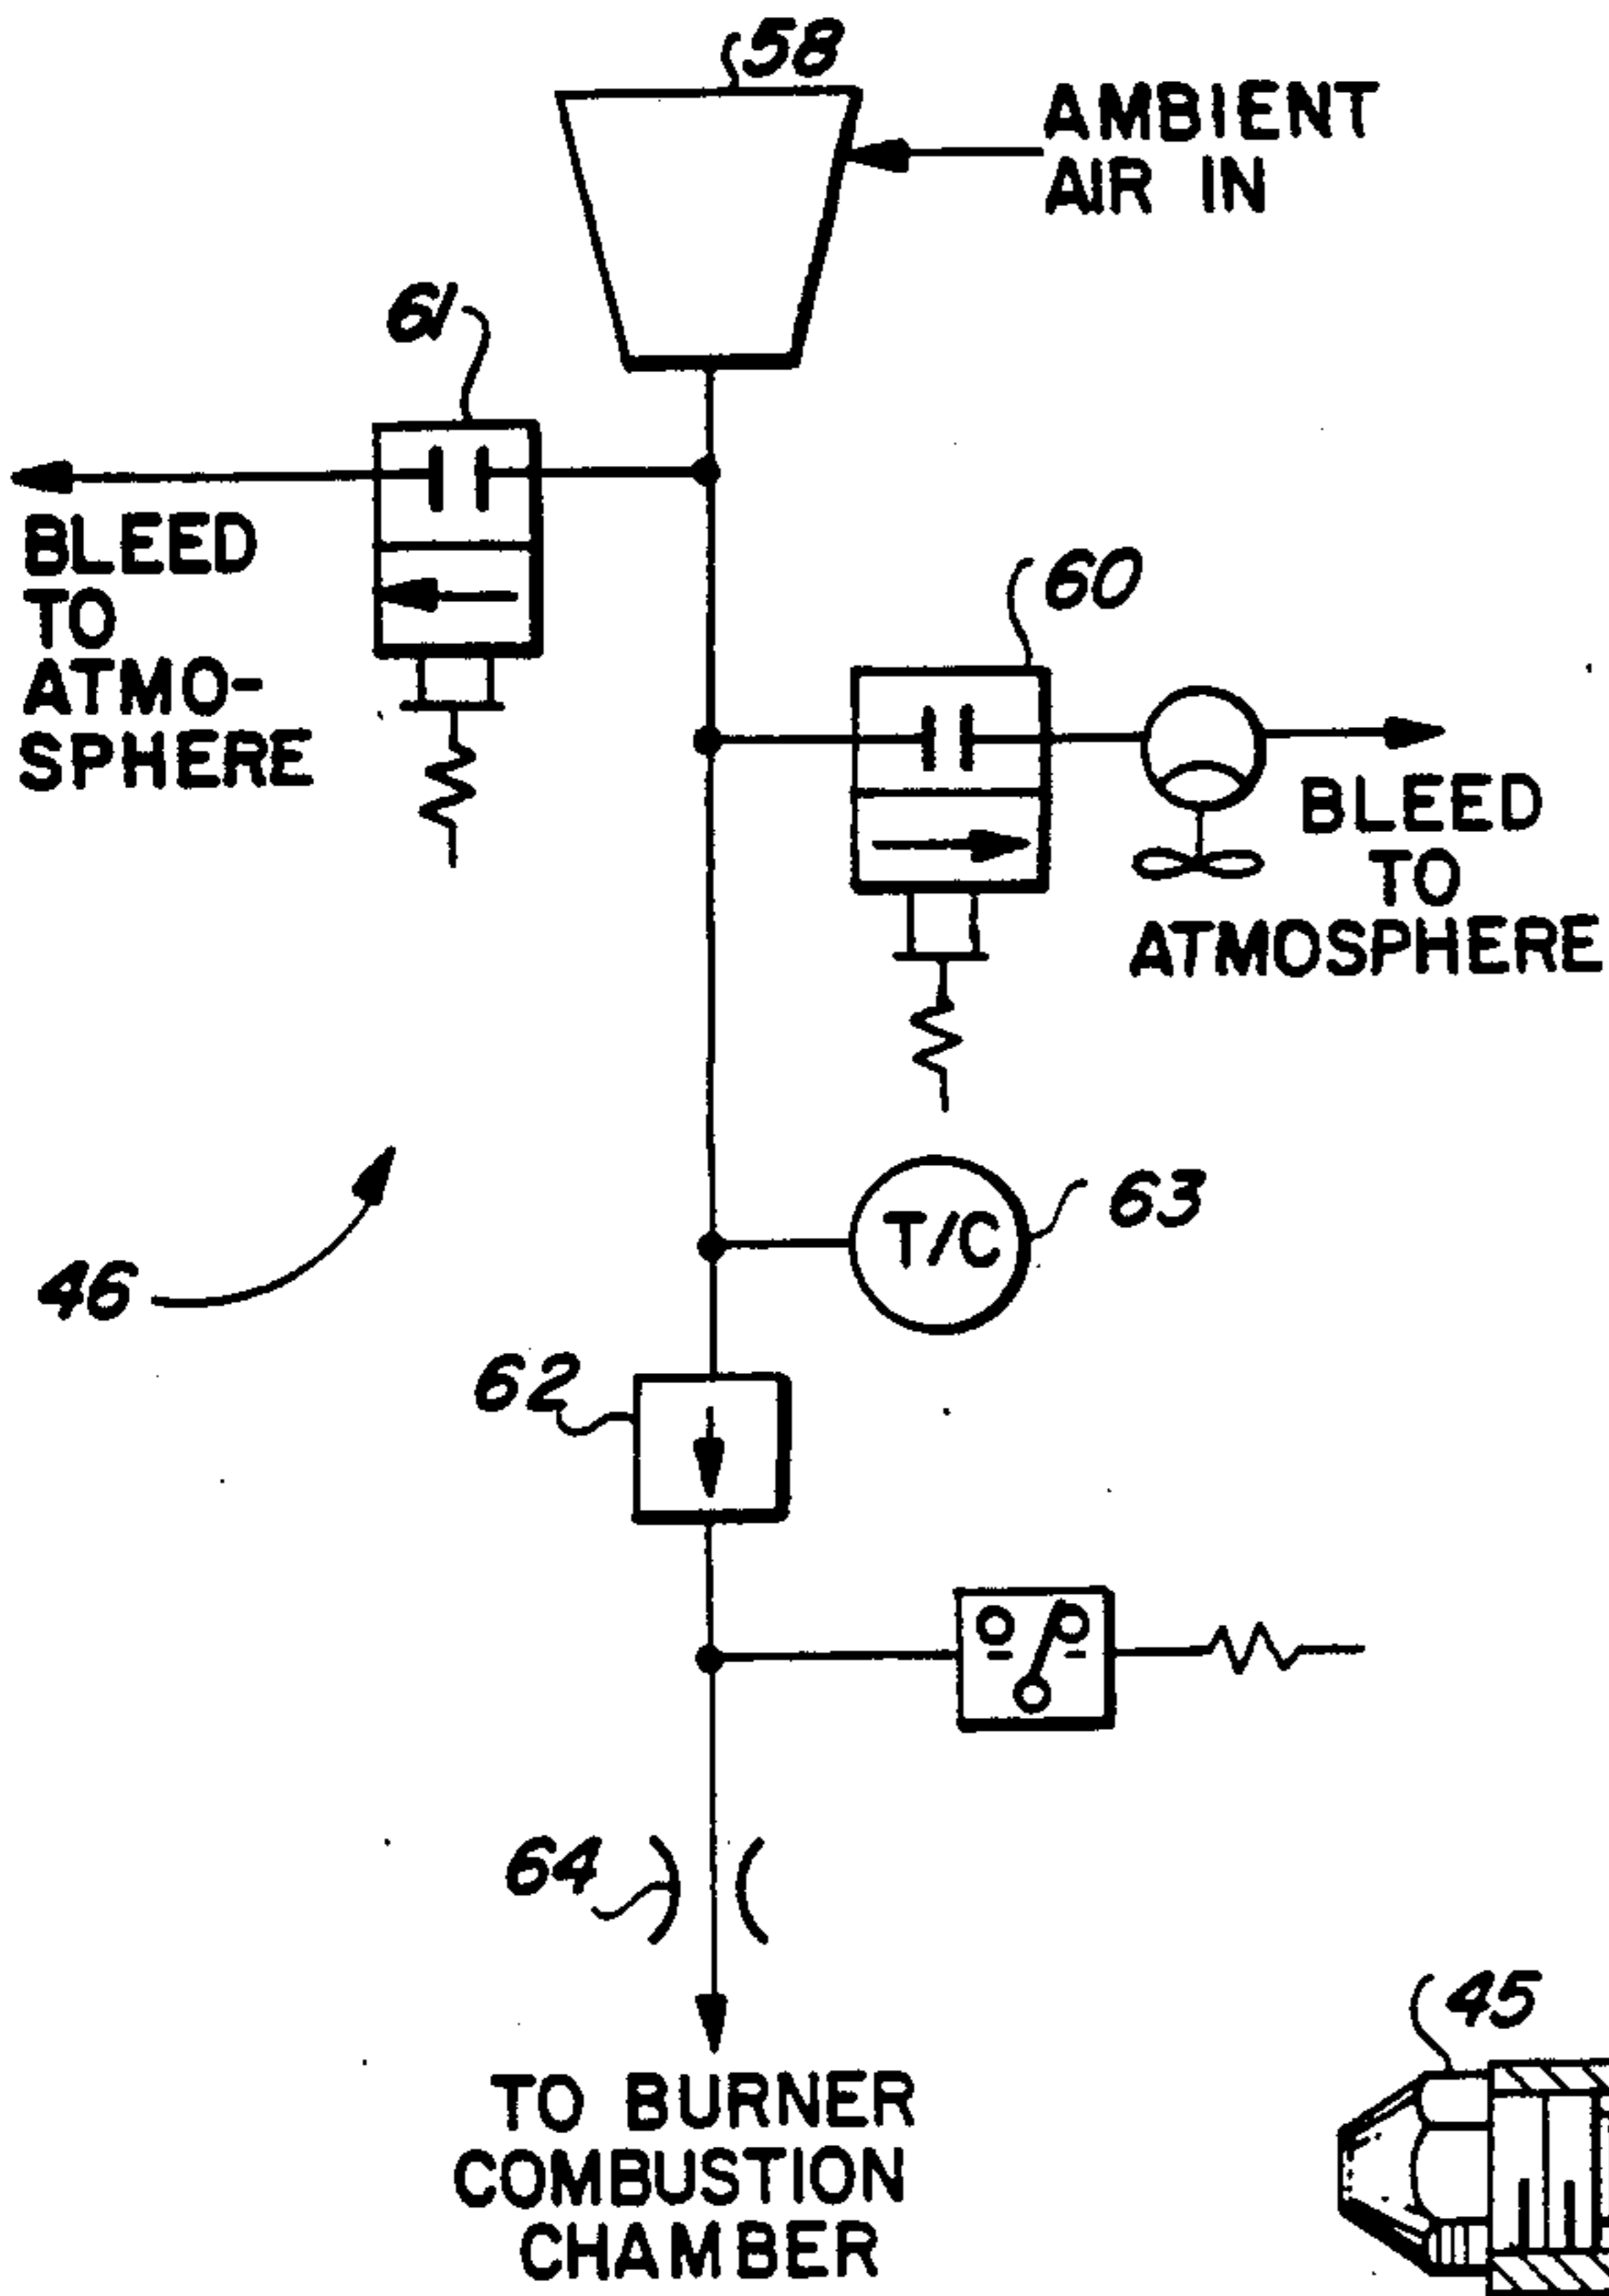 58
AMBIENT
AIR IN
61
BLEED
TO
ATMO-
SPHERE
60
BLEED
TO
ATMOSPHERE
T/C
63
46
62
64
45
TO BURNER
COMBUSTION
CHAMBER